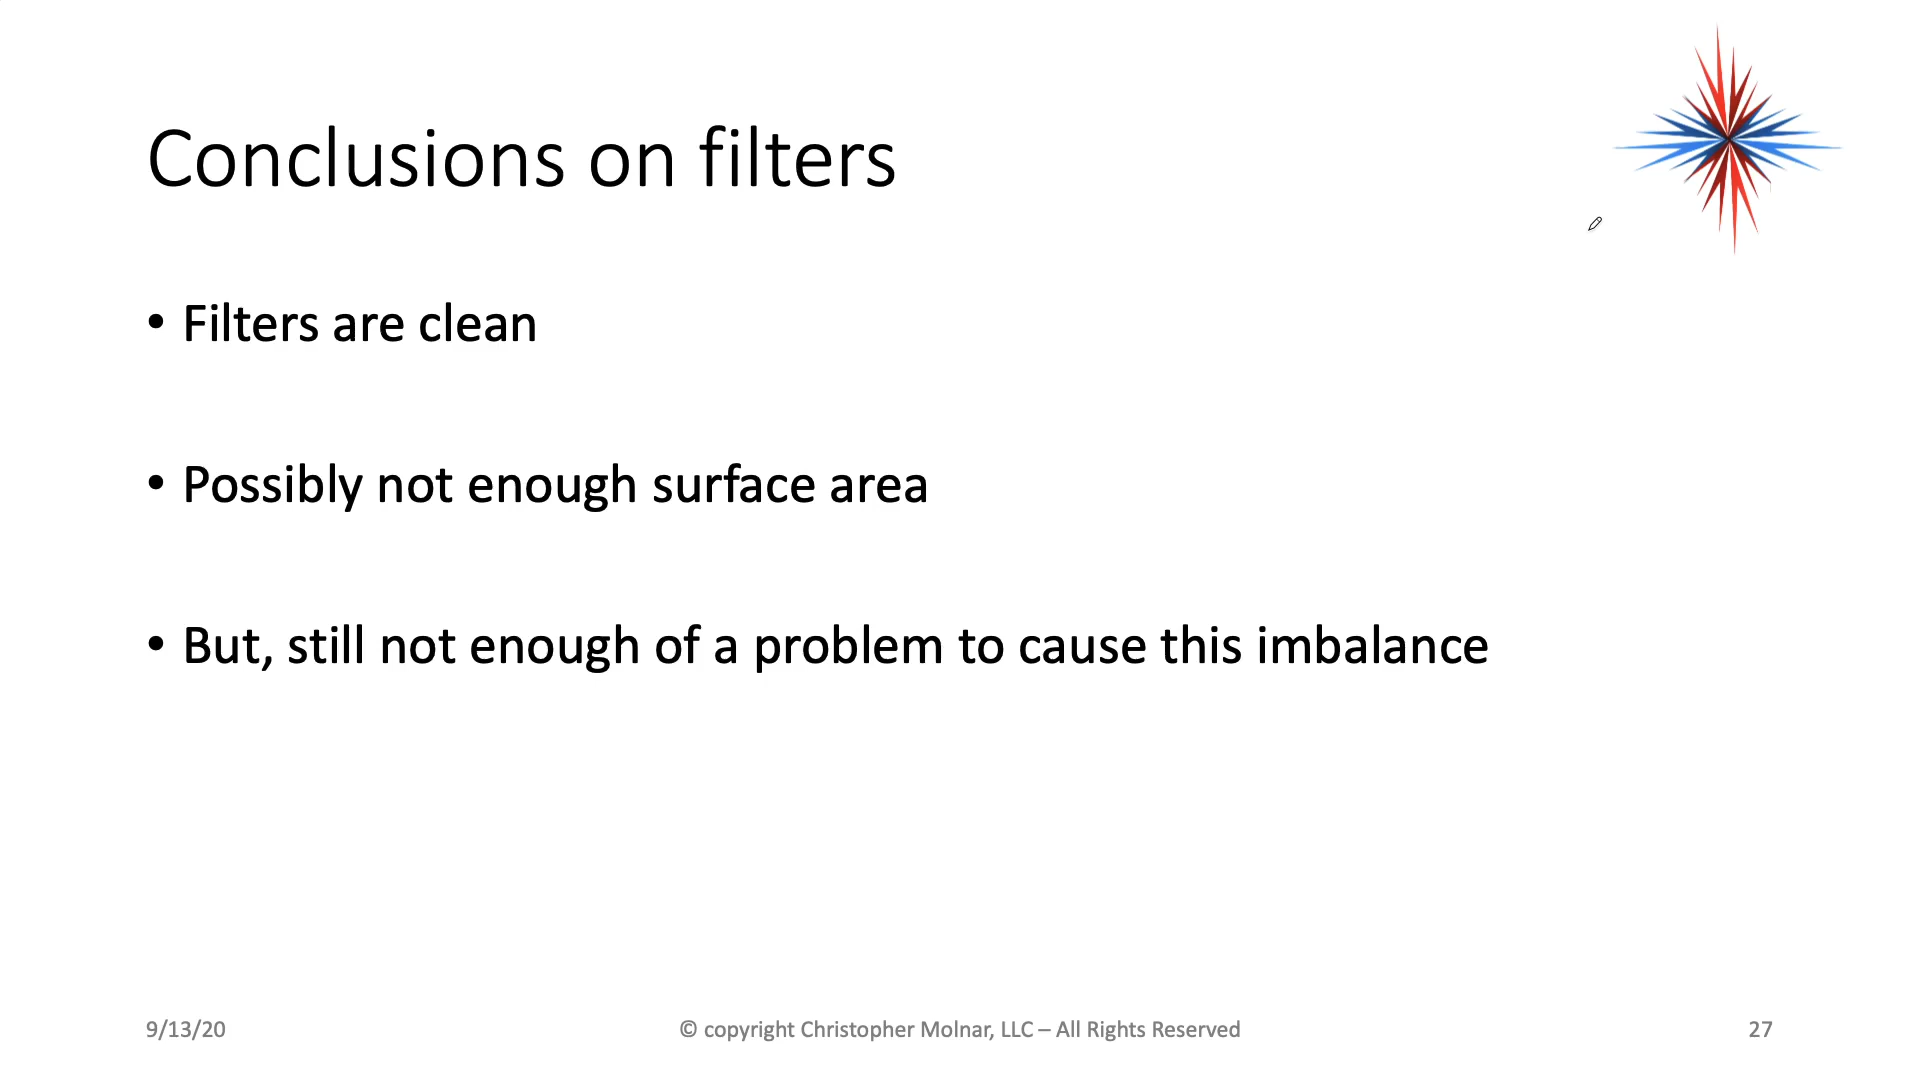 Conclusions on filters
• Filters are clean
• Possibly not enough surface area
• But, still not enough of a problem to cause this imbalance
9/13/20
© copyright Christopher Molnar, LLC – All Rights Reserved
27